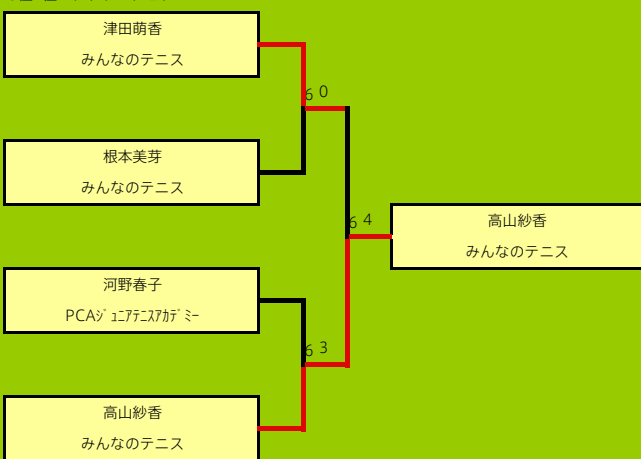 津田萌香
みんなのテニス
6 0
根本美芽
みんなのテニス
6 4
高山紗香
みんなのテニス
河野春子
PCAｼﾞｭﾆｱﾃﾆｽｱｶﾃﾞﾐｰ
6 3
高山紗香
みんなのテニス